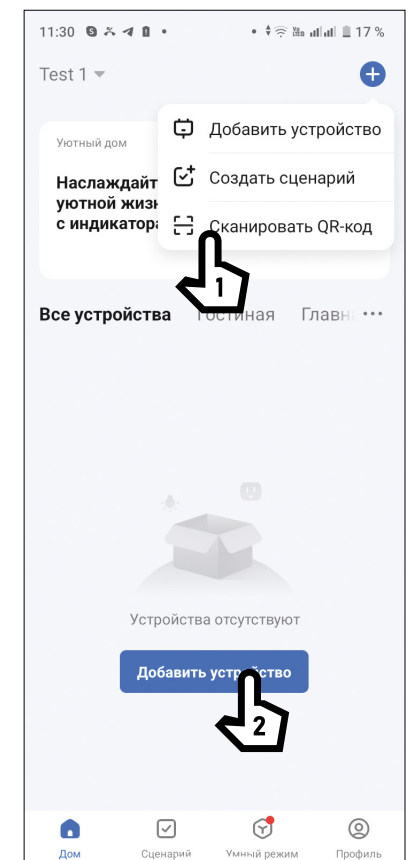 11:30 17 %
Test 1
Добавить устройство
Уютный дом
Создать сценарий
Наслаждайт
уютной жизн
с индикатора
Сканировать QR-код
1
Все устройства Гостиная Главн ...
Устройства отсутствуют
Добавить устройство
2
Дом Сценарий Умный режим Профиль